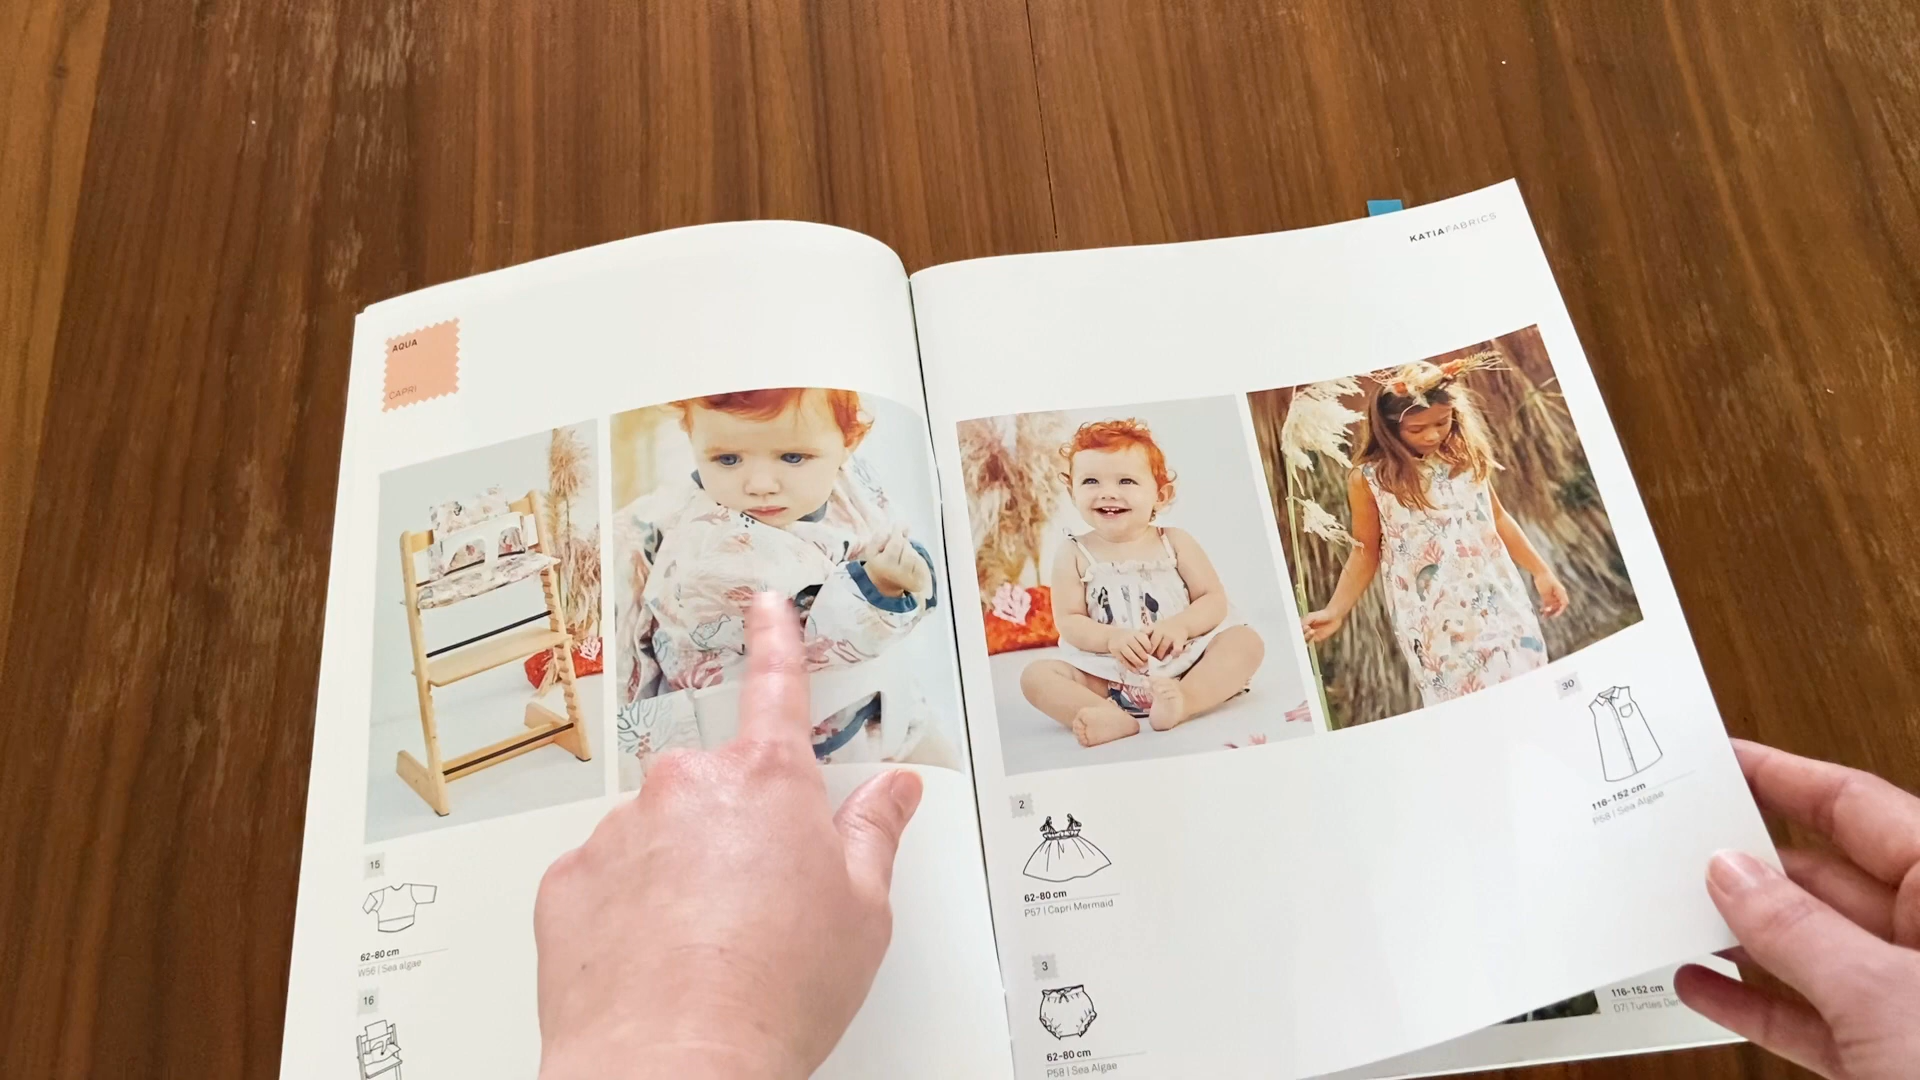 AQUA
CAPRI
15
62-80 cm
W56 | Sea algae
16
KATIAFABRICS
2
62-80 cm
P57 | Capri Mermaid
3
62-80 cm
P58 | Sea Algae
30
116-152 cm
P58 | Sea Algae
116-152 cm